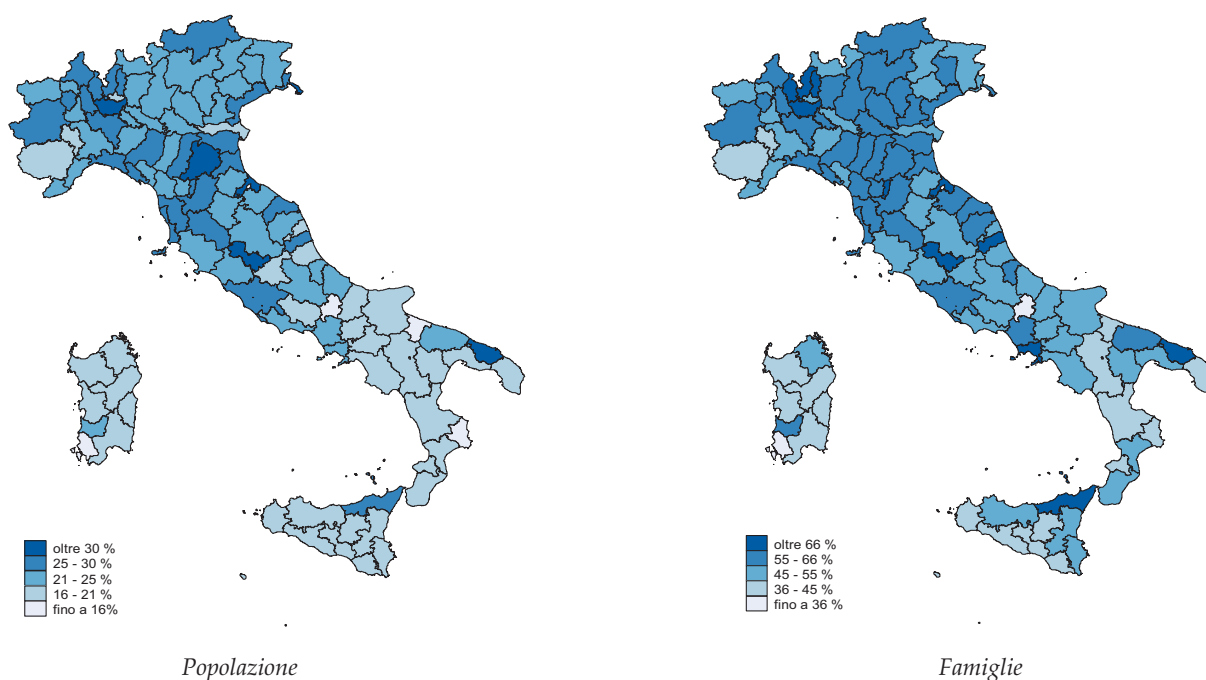 oltre 30 %
25 - 30 %
21 - 25 %
16 - 21 %
fino a 16%
oltre 66 %
55 - 66 %
45 - 55 %
36 - 45 %
fino a 36 %
Popolazione
Famiglie